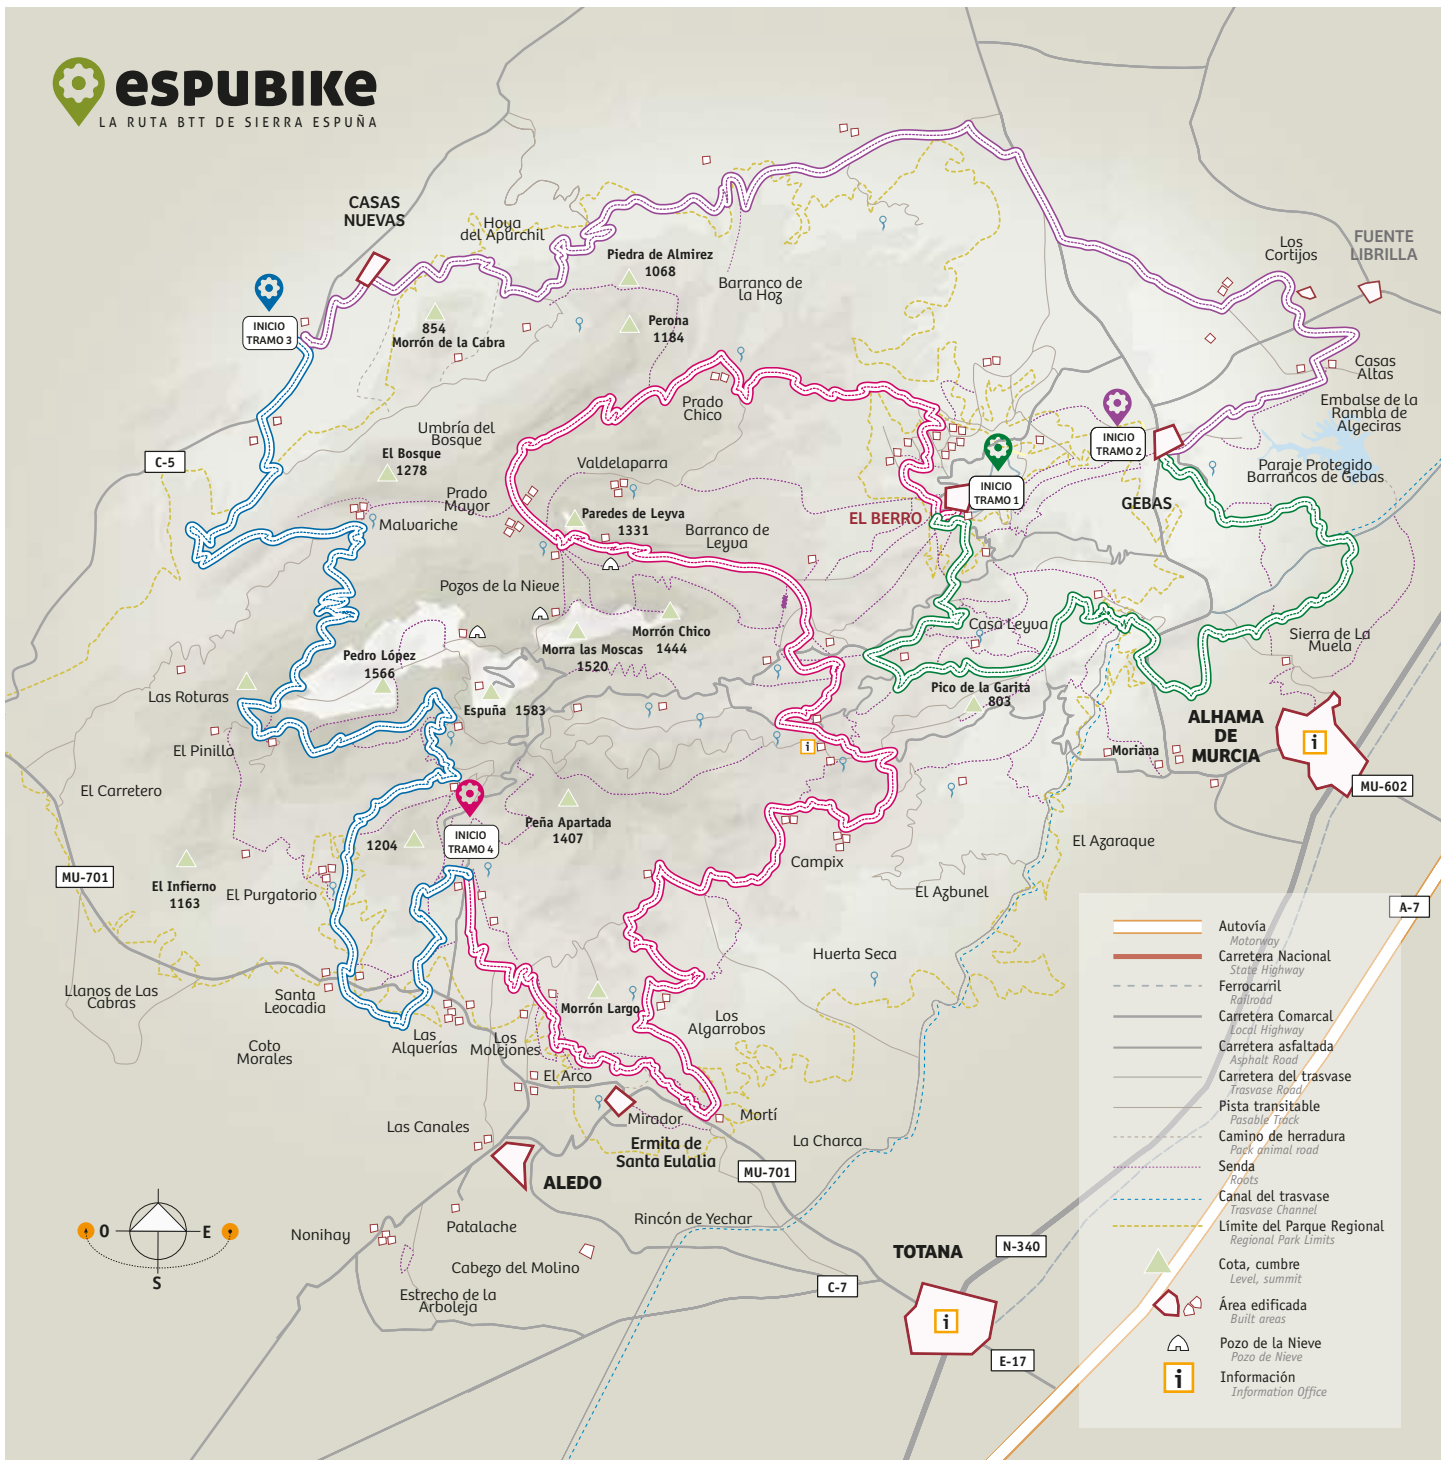 espubike
LA RUTA BTT DE SIERRA ESPUÑA
CASAS
NUEVAS
Hoya
del Apurchil
Piedra de Almirez
1068
Barranco de
la Hoz
Los
Cortijos
FUENTE
LIBRILLA
INICIO
TRAMO 3
854
Morrón de la Cabra
Perona
1184
Casas
Altas
Prado
Chico
Embalse de la
Rambla de
Algeciras
Umbría del
Bosque
INICIO
TRAMO 2
C-5
El Bosque
1278
Valdelaparra
Paraje Protegido
Barrancos de Gebas
INICIO
TRAMO 1
Prado
Mayor
GEBAS
Malvariche
Paredes de Leyva
1331
EL BERRO
Barranco de
Leyva
Pozos de la Nieve
Casa Leyva
Morrón Chico
1444
Sierra de La
Muela
Pedro López
1566
Morra las Moscas
1520
Las Roturas
Pico de la Garita
803
Espuña 1583
ALHAMA
DE
MURCIA
El Pinillo
Moriana
El Carretero
MU-602
Peña Apartada
1407
INICIO
TRAMO 4
1204
El Azaraque
Campix
MU-701
El Infierno
1163
El Purgatorio
El Azbunel
A-7
Huerta Seca
Llanos de Las
Cabras
Santa
Leocadia
Morrón Largo
Los
Algarrobos
Coto
Morales
Las
Alquerías
Los
Molejones
El Arco
Mirador
Mortí
Las Canales
La Charca
Ermita de
Santa Eulalia
MU-701
ALEDO
Rincón de Yechar
Patalache
Nonihay
O
E
S
TOTANA
N-340
Cabezo del Molino
C-7
Estrecho de la
Arboleja
E-17
Autovía
Motorway
Carretera Nacional
State Highway
Ferrocarril
Railroad
Carretera Comarcal
Local Highway
Carretera asfaltada
Asphalt Road
Carretera del trasvase
Trasvase Road
Pista transitable
Pasable Track
Camino de herradura
Pack animal road
Senda
Roots
Canal del trasvase
Trasvase Channel
Límite del Parque Regional
Regional Park Limits
Cota, cumbre
Level, summit
Área edificada
Built areas
Pozo de la Nieve
Pozo de Nieve
i Información
Information Office
i
i
i